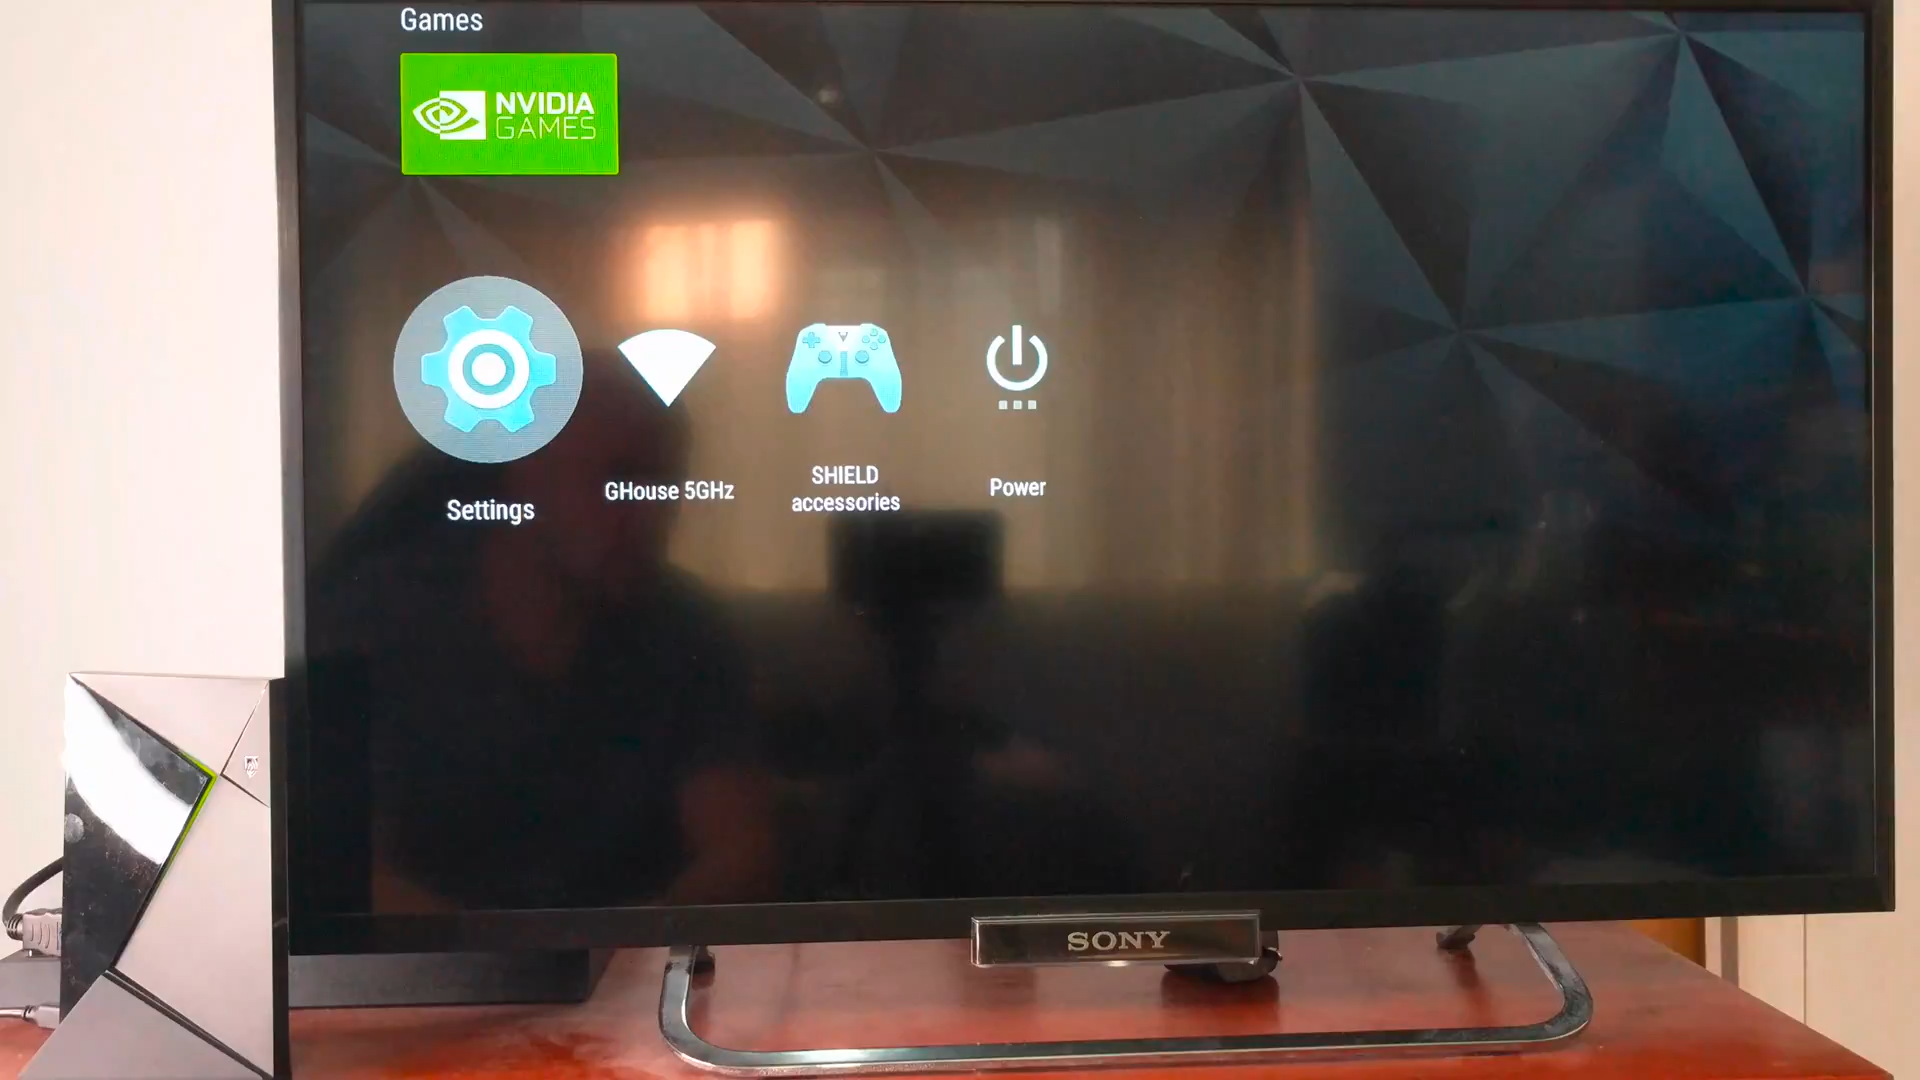 Games
NVIDIA
GAMES
Settings
GHouse 5GHz
SHIELD
accessories
Power
SONY